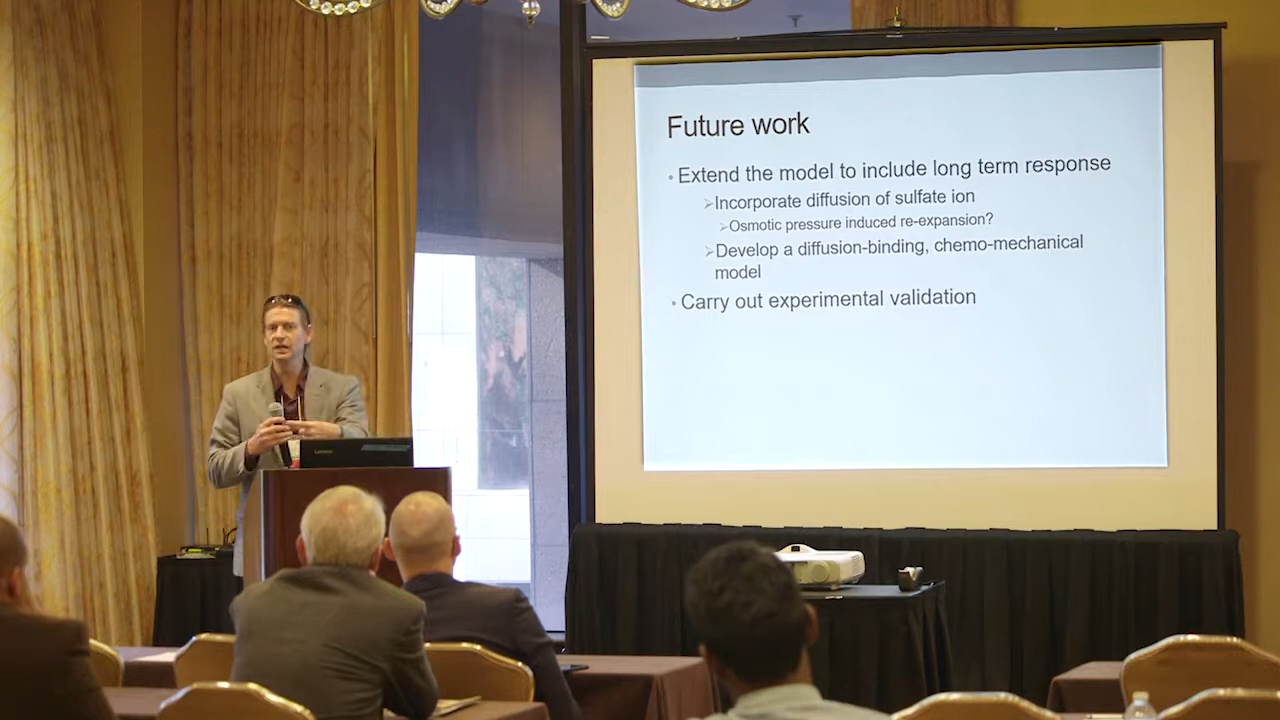 Future work
• Extend the model to include long term response
➢Incorporate diffusion of sulfate ion
➢Osmotic pressure induced re-expansion?
➢Develop a diffusion-binding, chemo-mechanical
model
• Carry out experimental validation
Lenovo